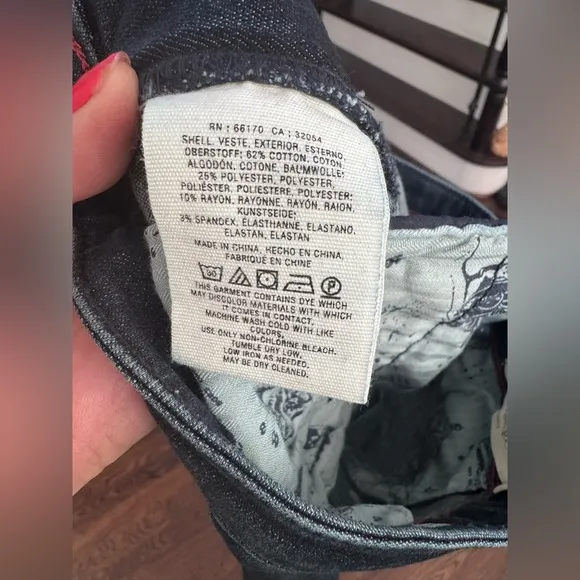 RN : 66170 CA : 32054
SHELL, VESTE, EXTERIOR, ESTERNO,
OBERSTOFF: 62% COTTON, COTON,
ALGODÓN, COTONE, BAUMWOLLE;
25% POLYESTER, POLYESTER,
POLIÉSTER, POLIESTERE, POLYESTER;
10% RAYON, RAYONNE, RAYÓN, RAION,
KUNSTSEIDE;
3% SPANDEX, ÉLASTHANNE, ELASTANO,
ELASTAN, ELASTAN
MADE IN CHINA, HECHO EN CHINA,
FABRIQUÉ EN CHINE
P
THIS GARMENT CONTAINS DYE WHICH
MAY DISCOLOR MATERIALS WITH WHICH
IT COMES IN CONTACT,
MACHINE WASH COLD WITH LIKE
COLORS,
USE ONLY NON-CHLORINE BLEACH.
TUMBLE DRY LOW,
LOW IRON AS NEEDED.
MAY BE DRY CLEANED.